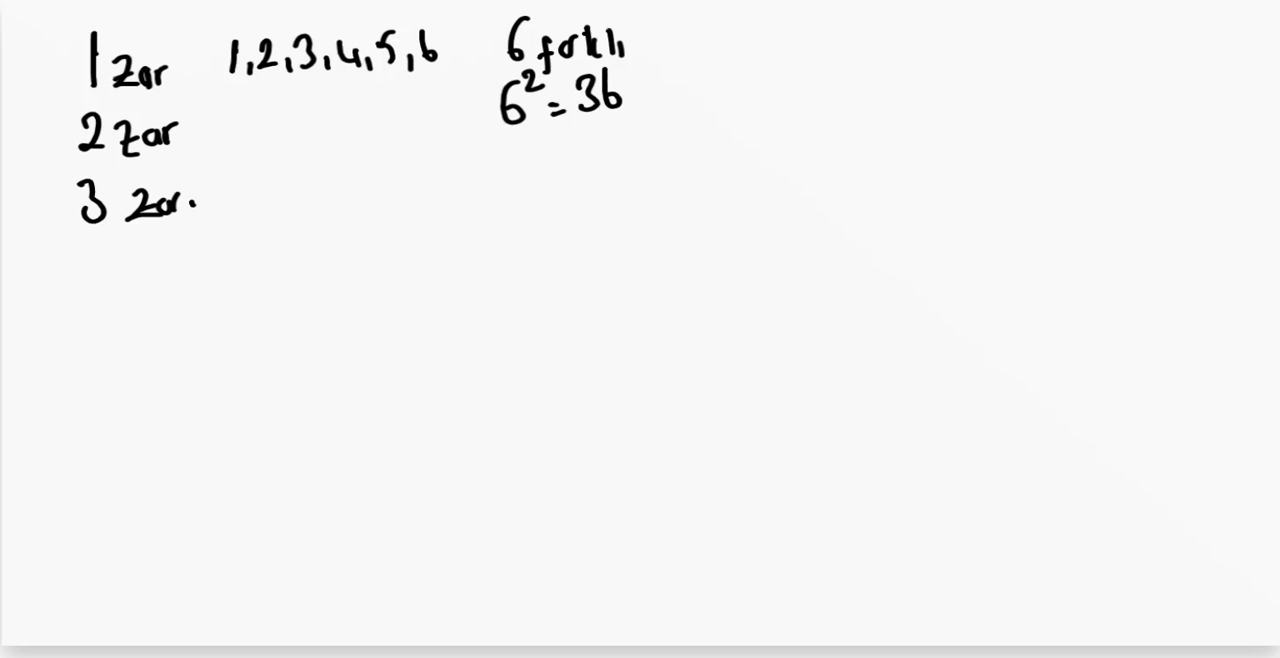 1 zar 1,2,3,4,5,6 6 farklı
2 zar 6² = 36
3 zar.